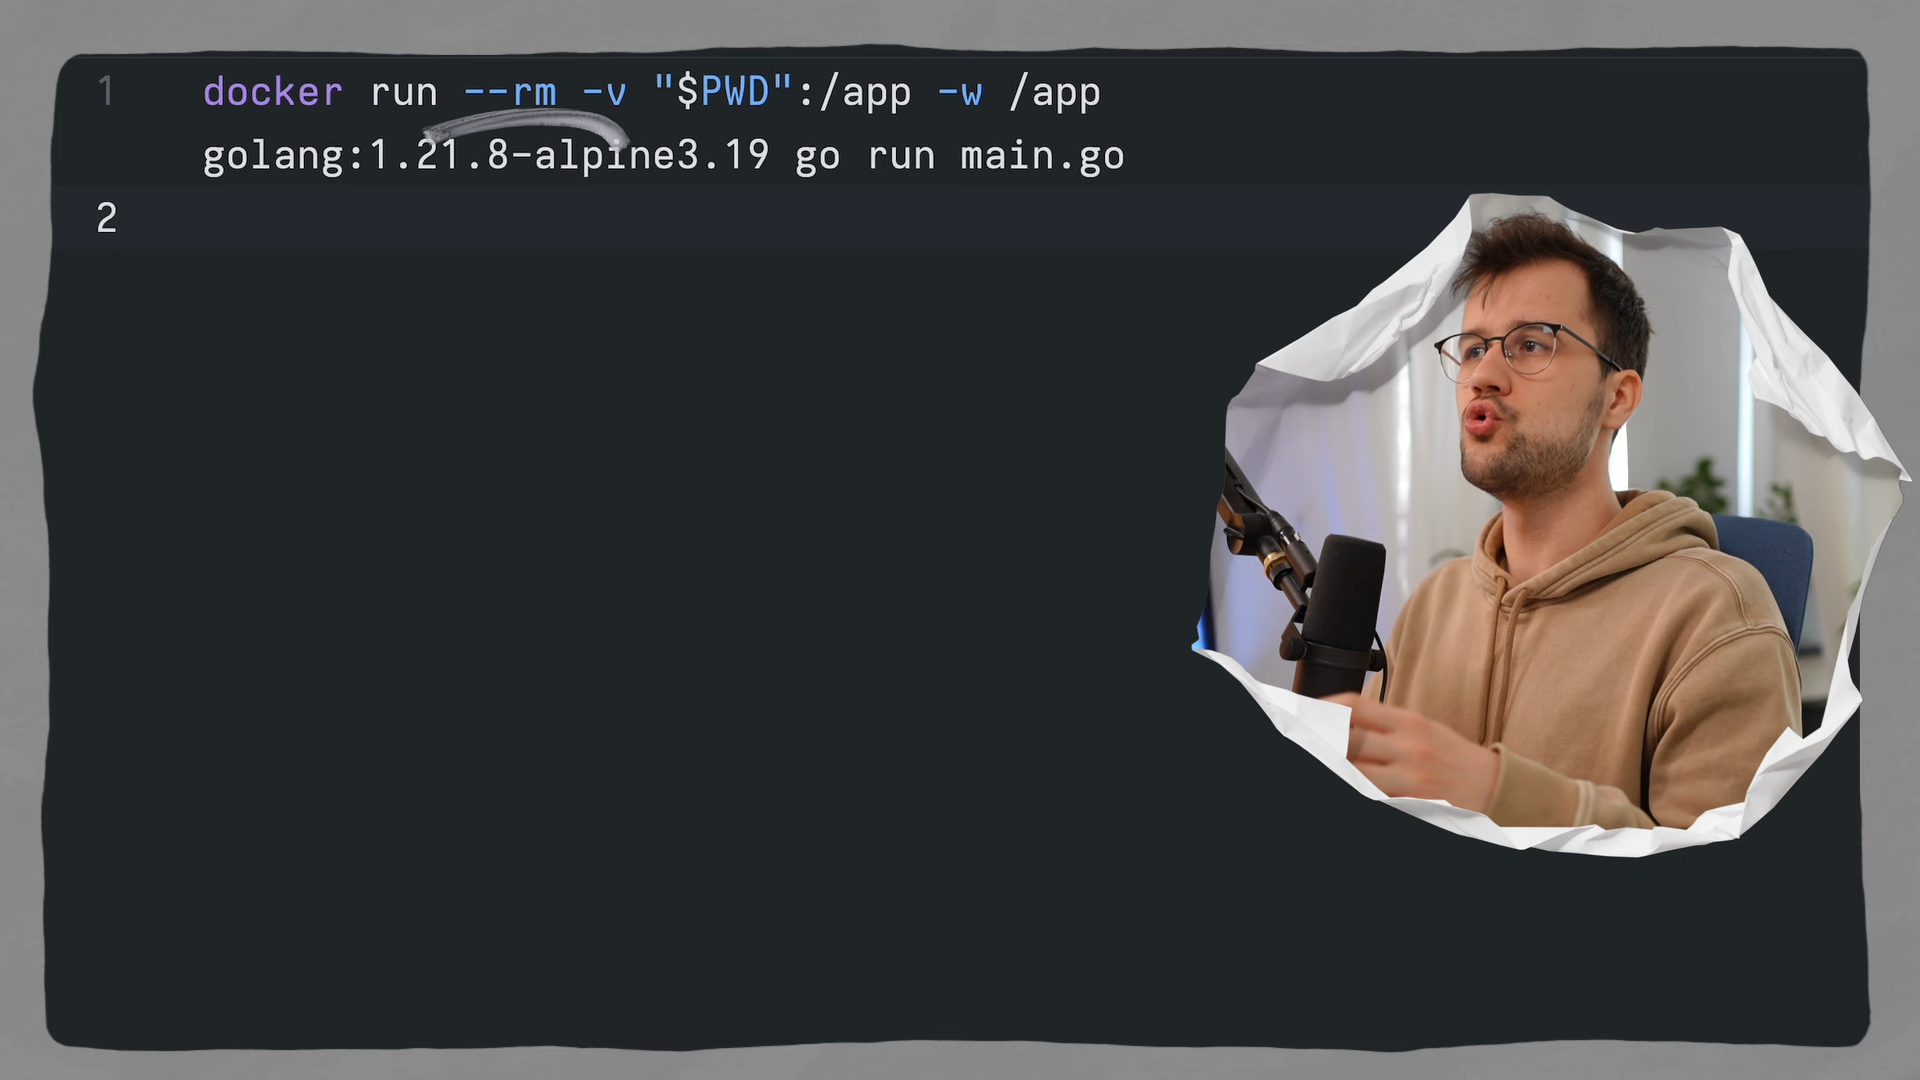 1 docker run --rm -v "$PWD":/app -w /app
golang:1.21.8-alpine3.19 go run main.go
2